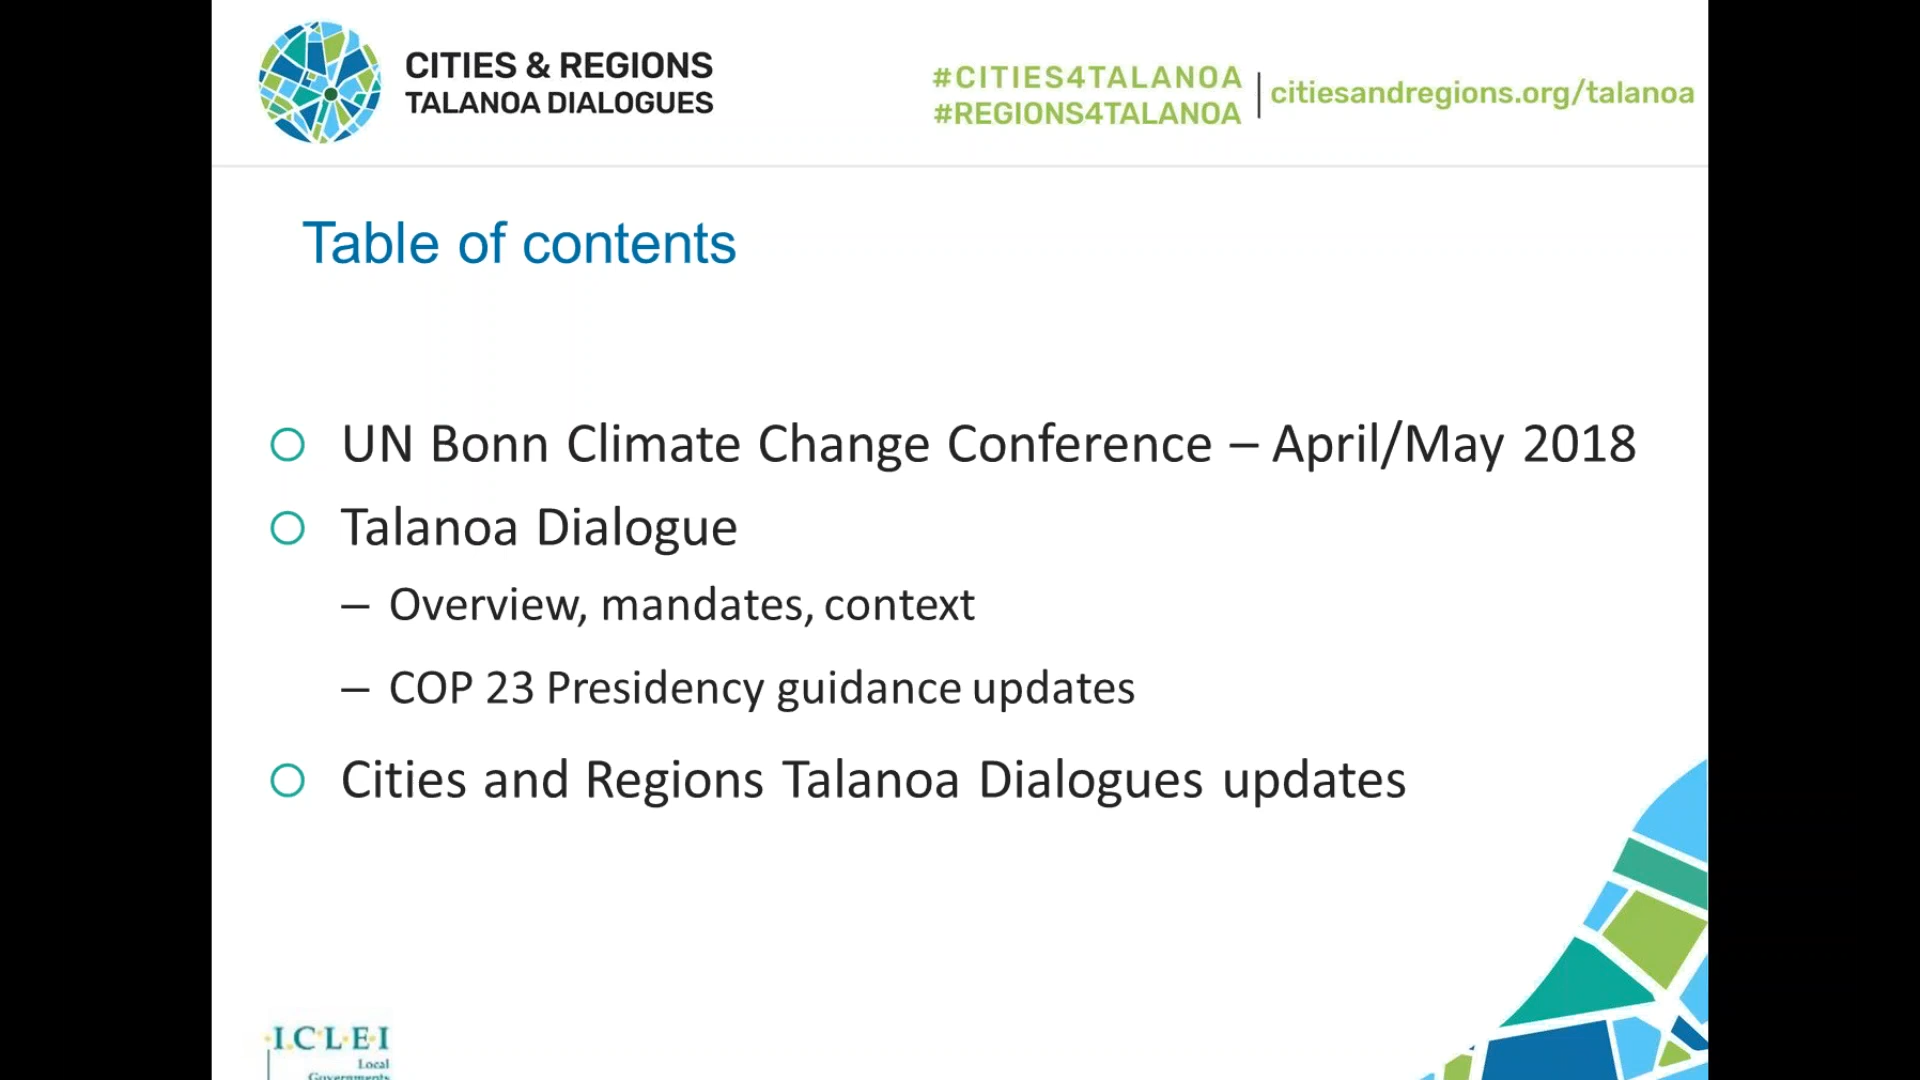 CITIES & REGIONS
TALANOA DIALOGUES
#CITIES4TALANOA
#REGIONS4TALANOA
citiesandregions.org/talanoa
Table of contents
UN Bonn Climate Change Conference – April/May 2018
Talanoa Dialogue
– Overview, mandates, context
– COP 23 Presidency guidance updates
Cities and Regions Talanoa Dialogues updates
I.C.L.E.I
Local
Governments